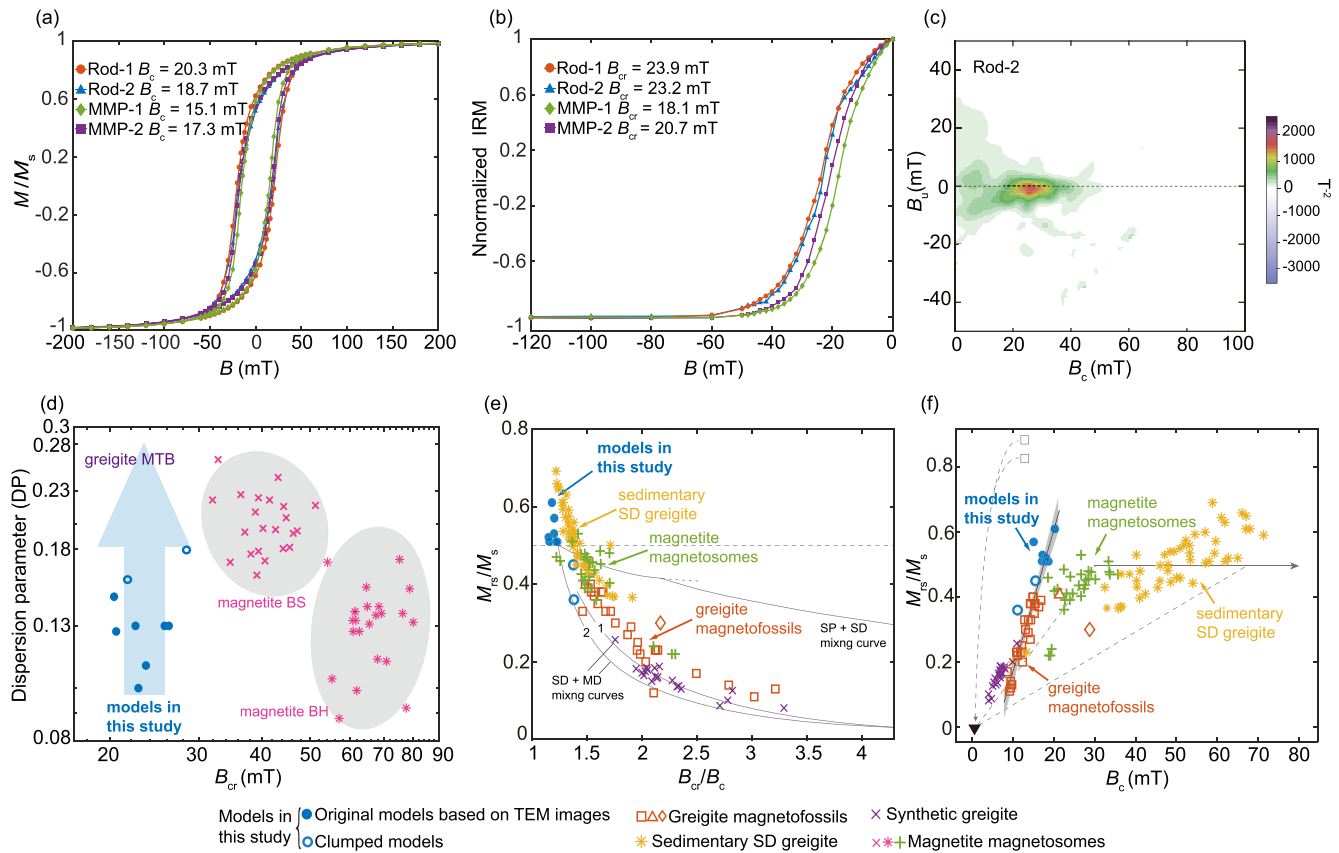 (a)
1
0.6
0.2
-0.2
-0.6
-1
M/Ms
Rod-1 Bc = 20.3 mT
Rod-2 Bc = 18.7 mT
MMP-1 Bc = 15.1 mT
MMP-2 Bc = 17.3 mT
-200 -150 -100 -50 0 50 100 150 200
B (mT)
(b)
1
0.6
0.2
-0.2
-0.6
-1
Nnormalized IRM
Rod-1 Bcr = 23.9 mT
Rod-2 Bcr = 23.2 mT
MMP-1 Bcr = 18.1 mT
MMP-2 Bcr = 20.7 mT
-120 -100 -80 -60 -40 -20 0
B (mT)
(c)
Rod-2
40
20
0
-20
-40
Bu (mT)
0 20 40 60 80 100
Bc (mT)
2000
1000
0
-1000
-2000
-3000
T-2
(d)
0.3
0.28
0.23
0.18
0.13
0.08
Dispersion parameter (DP)
greigite MTB
magnetite BS
magnetite BH
models in
this study
20 30 40 50 60 70 80 90
Bcr (mT)
(e)
0.8
0.6
0.4
0.2
0
Mrs/Ms
models in
this study
sedimentary
SD greigite
magnetite
magnetosomes
greigite
magnetofossils
SP + SD
mixng curve
2 1
SD + MD
mixng curves
1 1.5 2 2.5 3 3.5 4
Bcr/Bc
(f)
0.8
0.6
0.4
0.2
0
Mrs/Ms
models in
this study
magnetite
magnetosomes
sedimentary
SD greigite
greigite
magnetofossils
0 10 20 30 40 50 60 70 80
Bc (mT)
Models in
this study
Original models based on TEM images
Clumped models
Greigite magnetofossils
Sedimentary SD greigite
Synthetic greigite
Magnetite magnetosomes